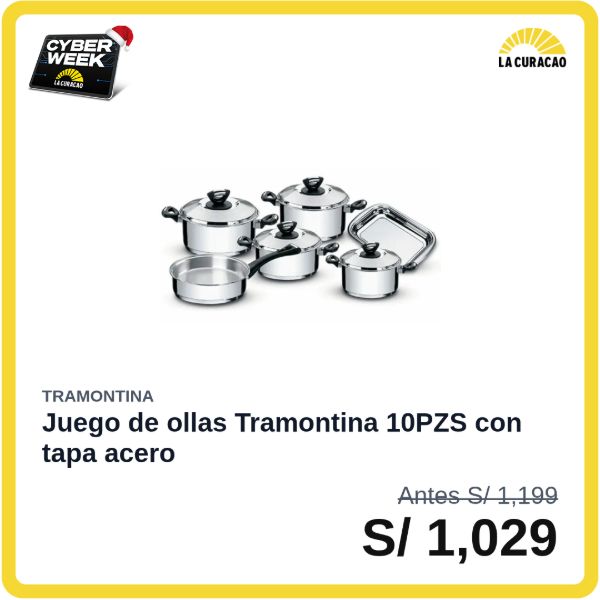 CYBER
WEEK
LA CURACAO
LA CURACAO
TRAMONTINA
Juego de ollas Tramontina 10PZS con
tapa acero
Antes S/ 1,199
S/ 1,029